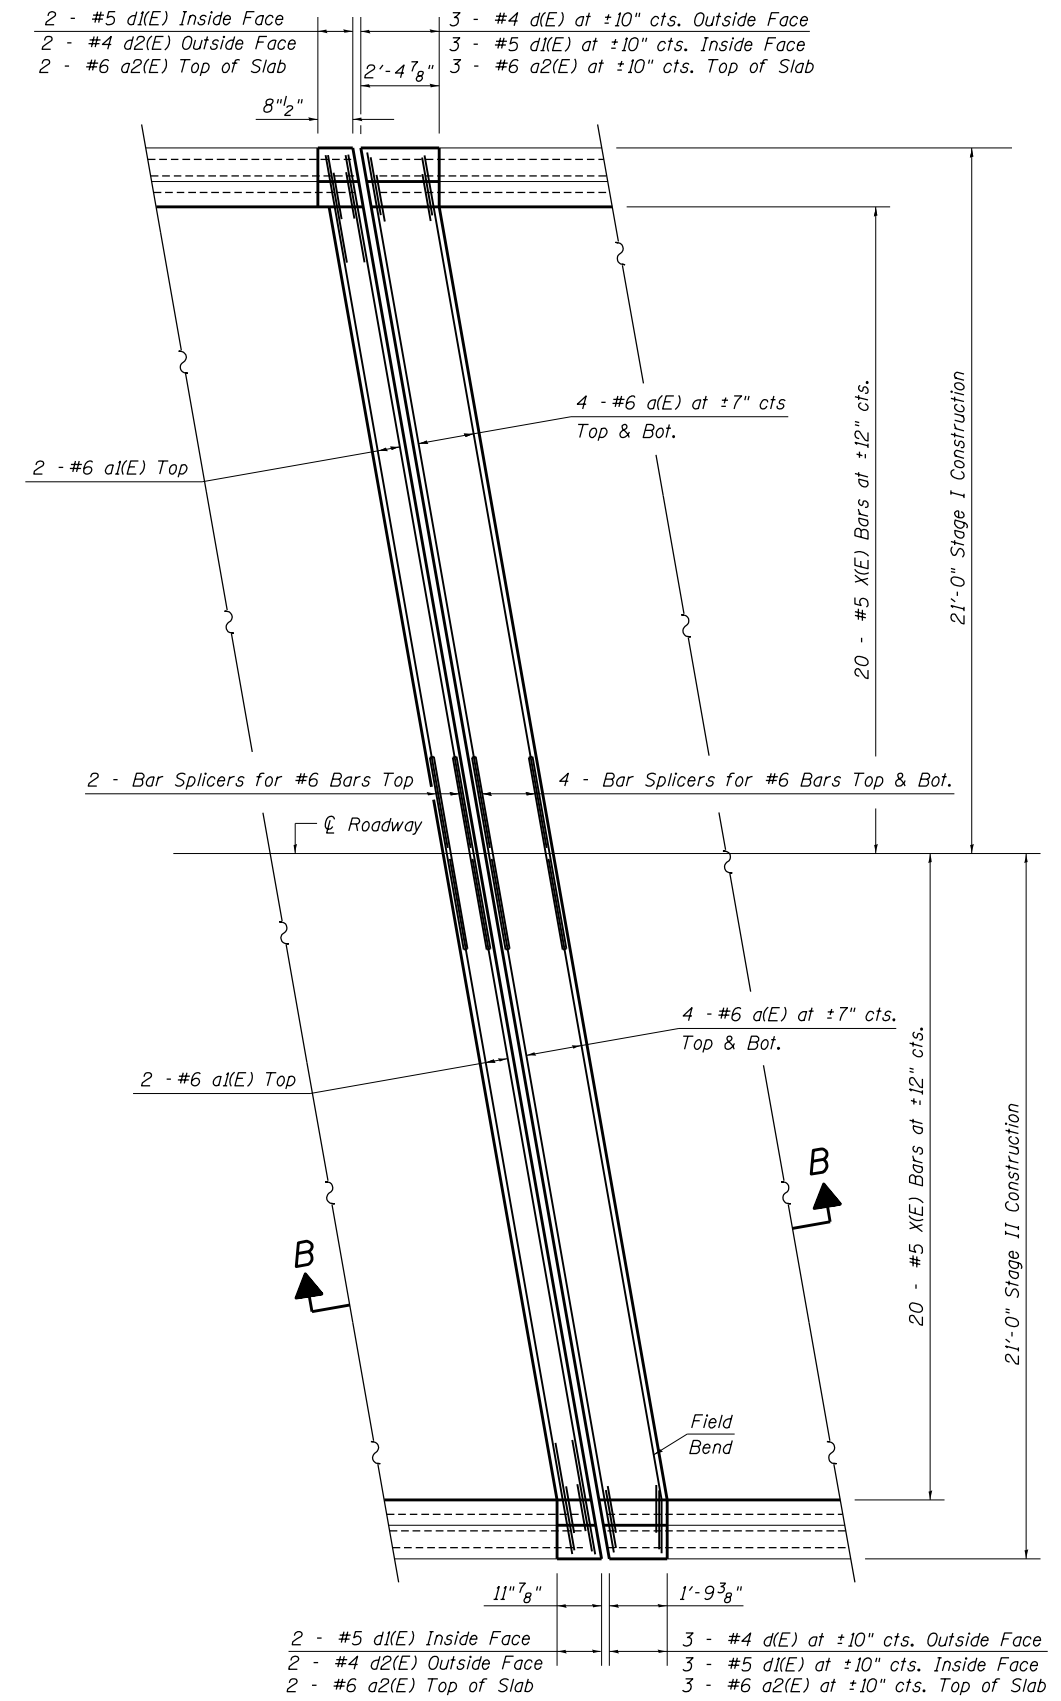 2 - #5 d1(E) Inside Face
2 - #4 d2(E) Outside Face
2 - #6 a2(E) Top of Slab
3 - #4 d(E) at ±10" cts. Outside Face
3 - #5 d1(E) at ±10" cts. Inside Face
3 - #6 a2(E) at ±10" cts. Top of Slab
2'-4 7/8"
8"1/2"
4 - #6 a(E) at ±7" cts
Top & Bot.
2 - #6 a1(E) Top
20 - #5 X(E) Bars at ±12" cts.
21'-0" Stage I Construction
2 - Bar Splicers for #6 Bars Top
4 - Bar Splicers for #6 Bars Top & Bot.
℄ Roadway
4 - #6 a(E) at ±7" cts.
Top & Bot.
2 - #6 a1(E) Top
20 - #5 X(E) Bars at ±12" cts.
21'-0" Stage II Construction
B
B
Field
Bend
11"7/8"
1'-9 3/8"
2 - #5 d1(E) Inside Face
2 - #4 d2(E) Outside Face
2 - #6 a2(E) Top of Slab
3 - #4 d(E) at ±10" cts. Outside Face
3 - #5 d1(E) at ±10" cts. Inside Face
3 - #6 a2(E) at ±10" cts. Top of Slab